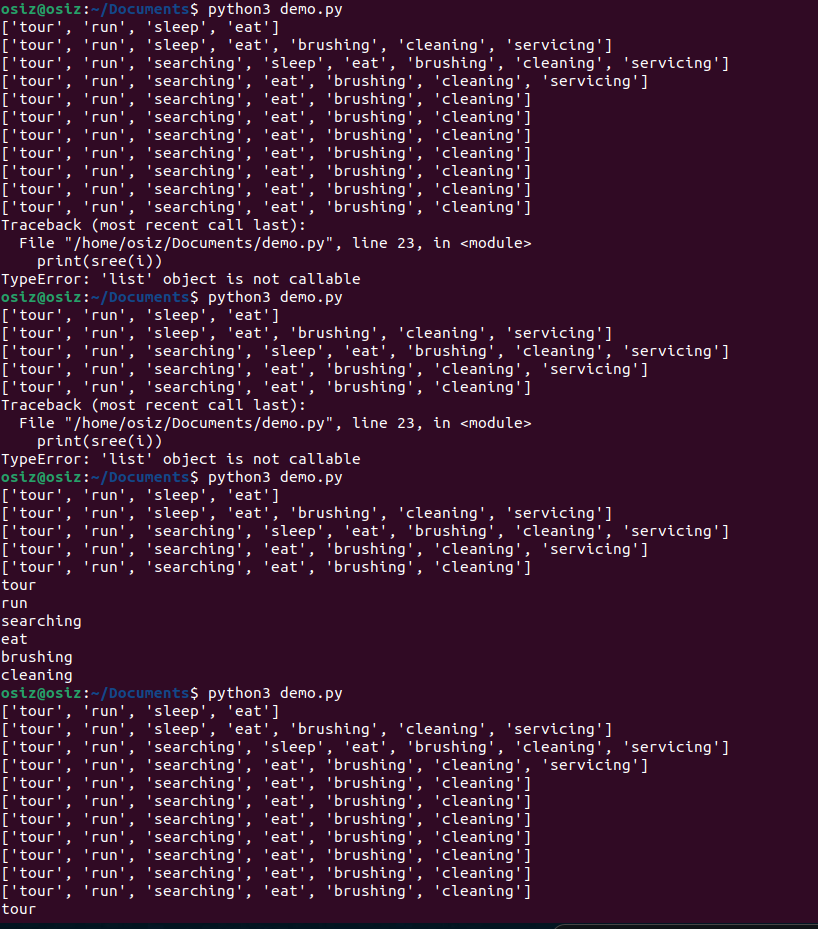 osiz@osiz:~/Documents$ python3 demo.py
['tour', 'run', 'sleep', 'eat']
['tour', 'run', 'sleep', 'eat', 'brushing', 'cleaning', 'servicing']
['tour', 'run', 'searching', 'sleep', 'eat', 'brushing', 'cleaning', 'servicing']
['tour', 'run', 'searching', 'eat', 'brushing', 'cleaning', 'servicing']
['tour', 'run', 'searching', 'eat', 'brushing', 'cleaning']
['tour', 'run', 'searching', 'eat', 'brushing', 'cleaning']
['tour', 'run', 'searching', 'eat', 'brushing', 'cleaning']
['tour', 'run', 'searching', 'eat', 'brushing', 'cleaning']
['tour', 'run', 'searching', 'eat', 'brushing', 'cleaning']
['tour', 'run', 'searching', 'eat', 'brushing', 'cleaning']
['tour', 'run', 'searching', 'eat', 'brushing', 'cleaning']
Traceback (most recent call last):
  File "/home/osiz/Documents/demo.py", line 23, in <module>
    print(sree(i))
TypeError: 'list' object is not callable
osiz@osiz:~/Documents$ python3 demo.py
['tour', 'run', 'sleep', 'eat']
['tour', 'run', 'sleep', 'eat', 'brushing', 'cleaning', 'servicing']
['tour', 'run', 'searching', 'sleep', 'eat', 'brushing', 'cleaning', 'servicing']
['tour', 'run', 'searching', 'eat', 'brushing', 'cleaning', 'servicing']
['tour', 'run', 'searching', 'eat', 'brushing', 'cleaning']
Traceback (most recent call last):
  File "/home/osiz/Documents/demo.py", line 23, in <module>
    print(sree(i))
TypeError: 'list' object is not callable
osiz@osiz:~/Documents$ python3 demo.py
['tour', 'run', 'sleep', 'eat']
['tour', 'run', 'sleep', 'eat', 'brushing', 'cleaning', 'servicing']
['tour', 'run', 'searching', 'sleep', 'eat', 'brushing', 'cleaning', 'servicing']
['tour', 'run', 'searching', 'eat', 'brushing', 'cleaning', 'servicing']
['tour', 'run', 'searching', 'eat', 'brushing', 'cleaning']
tour
run
searching
eat
brushing
cleaning
osiz@osiz:~/Documents$ python3 demo.py
['tour', 'run', 'sleep', 'eat']
['tour', 'run', 'sleep', 'eat', 'brushing', 'cleaning', 'servicing']
['tour', 'run', 'searching', 'sleep', 'eat', 'brushing', 'cleaning', 'servicing']
['tour', 'run', 'searching', 'eat', 'brushing', 'cleaning', 'servicing']
['tour', 'run', 'searching', 'eat', 'brushing', 'cleaning']
['tour', 'run', 'searching', 'eat', 'brushing', 'cleaning']
['tour', 'run', 'searching', 'eat', 'brushing', 'cleaning']
['tour', 'run', 'searching', 'eat', 'brushing', 'cleaning']
['tour', 'run', 'searching', 'eat', 'brushing', 'cleaning']
['tour', 'run', 'searching', 'eat', 'brushing', 'cleaning']
['tour', 'run', 'searching', 'eat', 'brushing', 'cleaning']
tour